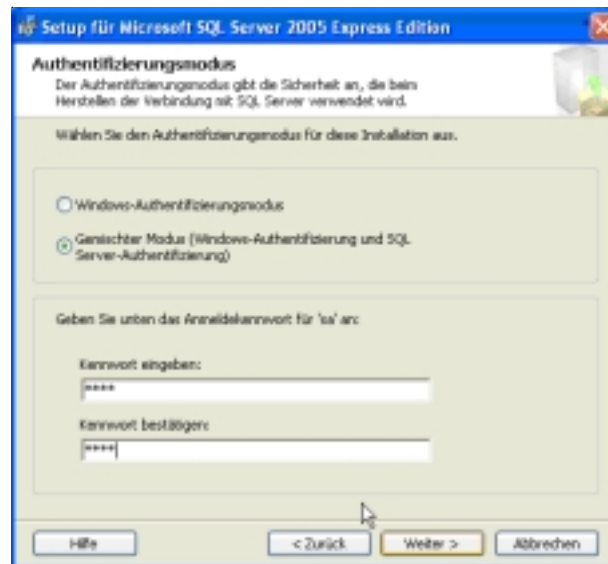 Setup für Microsoft SQL Server 2005 Express Edition
Authentifizierungsmodus
Der Authentifizierungsmodus gibt die Sicherheit an, die beim
Herstellen der Verbindung mit SQL Server verwendet wird.
Wählen Sie den Authentifizierungsmodus für diese Installation aus.
Windows-Authentifizierungsmodus
Gemischter Modus (Windows-Authentifizierung und SQL
Server-Authentifizierung)
Geben Sie unten das Anmeldekennwort für 'sa' an:
Kennwort eingeben:
****
Kennwort bestätigen:
****
Hilfe
< Zurück
Weiter >
Abbrechen